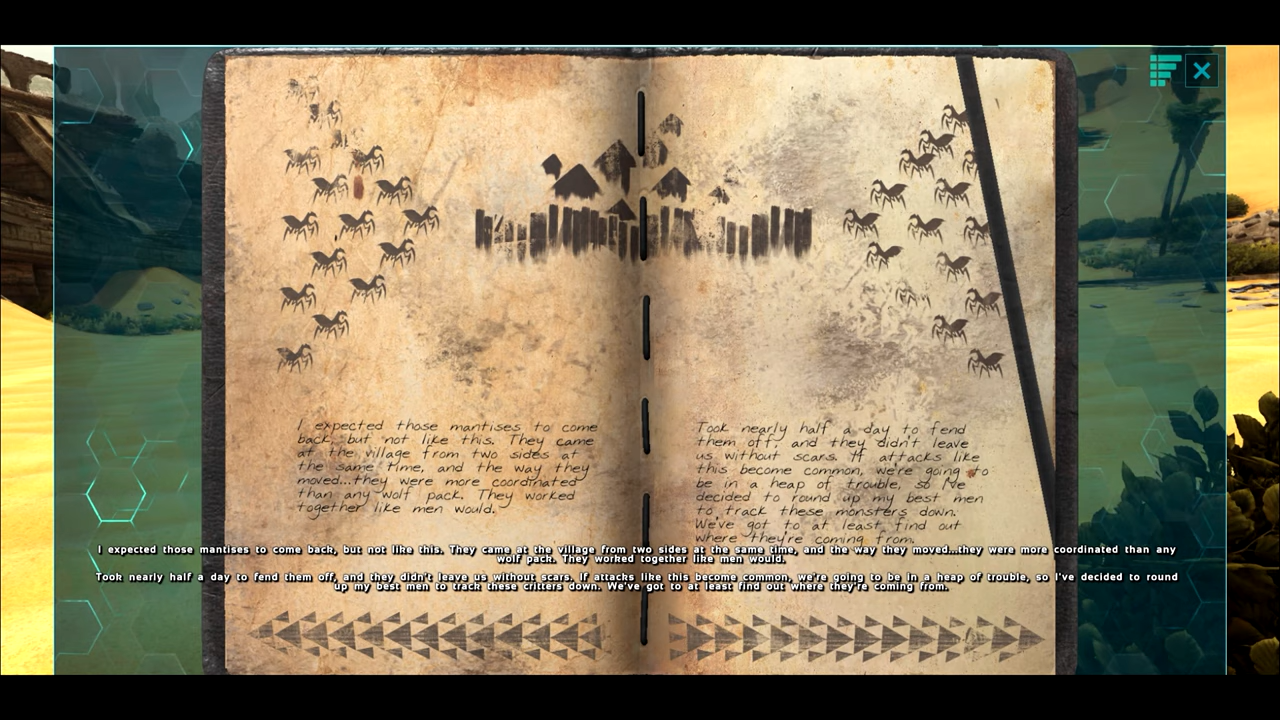 I expected those mantises to come
back, but not like this. They came
at the village from two sides at
the same time, and the way they
moved...they were more coordinated
than any wolf pack. They worked
together like men would.
Took nearly half a day to fend
them off, and they didn't leave
us without scars. If attacks like
this become common, we're going to
be in a heap of trouble, so I've
decided to round up my best men
to track these monsters down.
We've got to at least find out
where they're coming from.
I expected those mantises to come back, but not like this. They came at the village from two sides at the same time, and the way they moved...they were more coordinated than any
wolf pack. They worked together like men would.
Took nearly half a day to fend them off, and they didn't leave us without scars. If attacks like this become common, we're going to be in a heap of trouble, so I've decided to round
up my best men to track these critters down. We've got to at least find out where they're coming from.